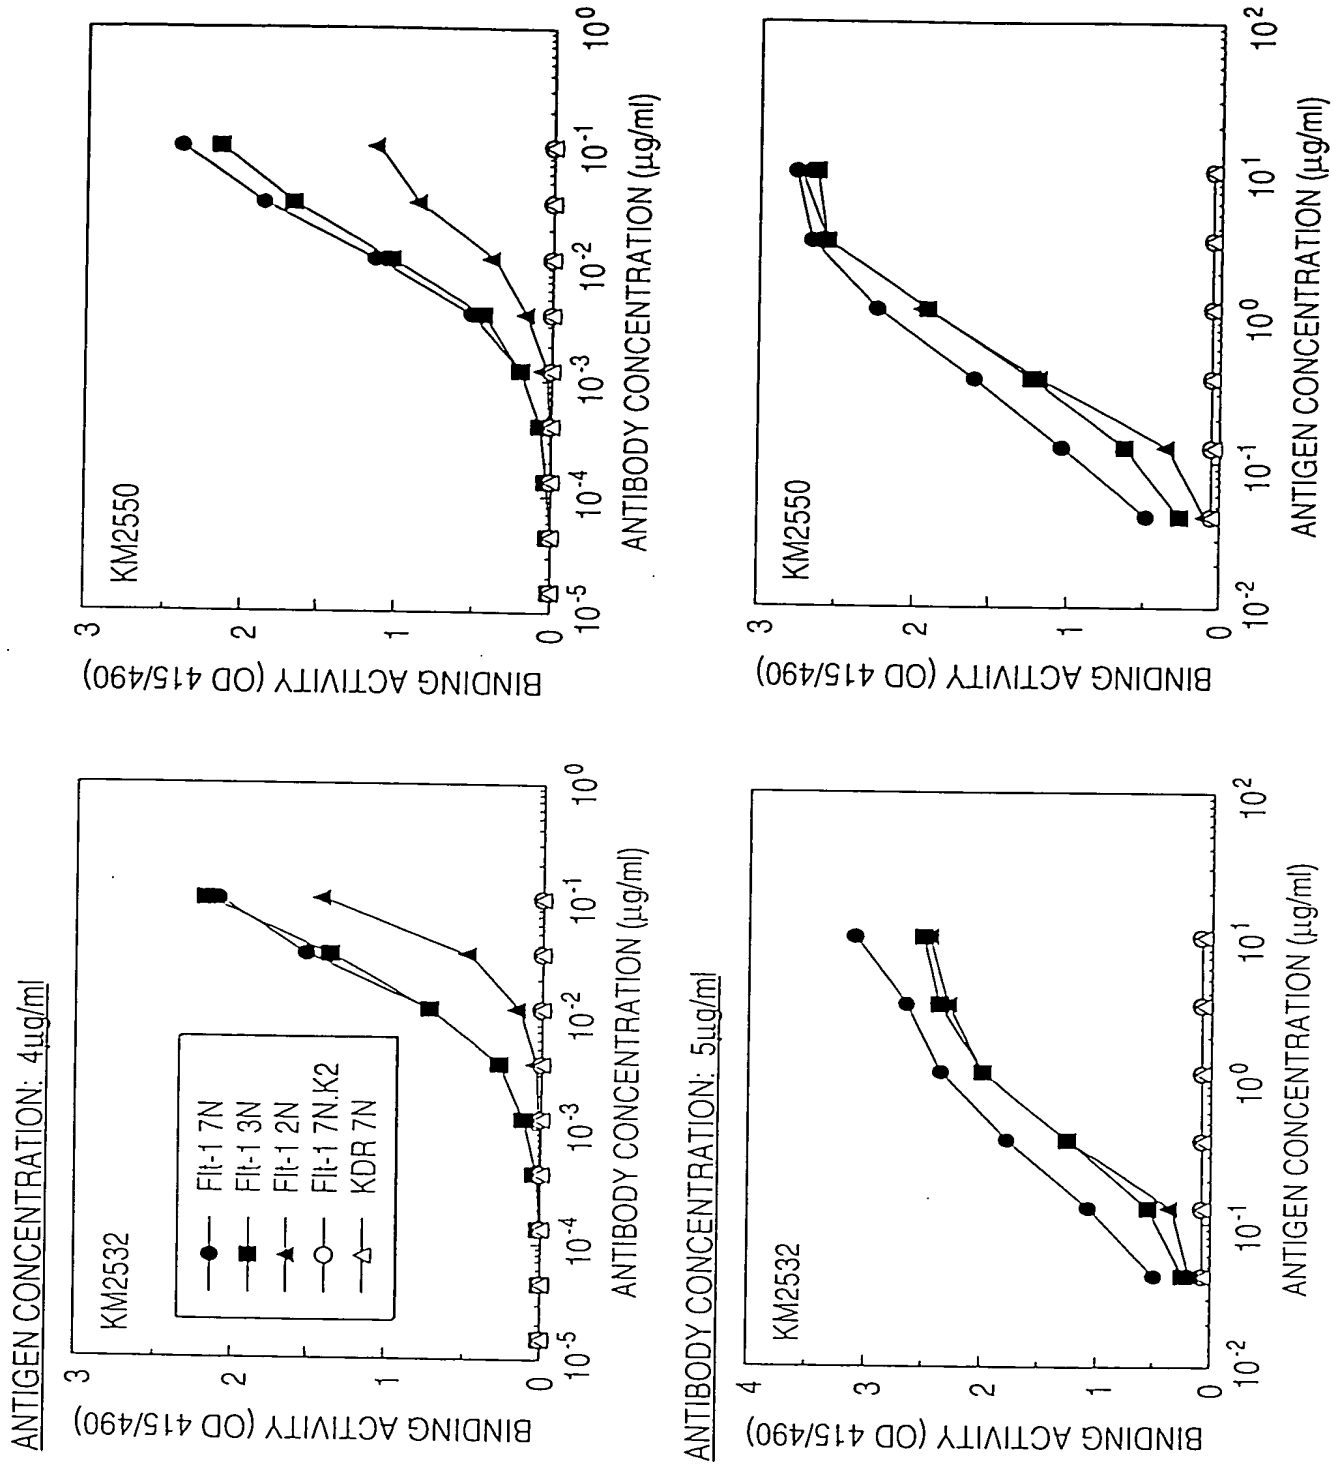 ANTIGEN CONCENTRATION: 4µg/ml
BINDING ACTIVITY (OD 415/490)
3
2
1
0
KM2532
Flt-1 7N
Flt-1 3N
Flt-1 2N
Flt-1 7N.K2
KDR 7N
10-5
10-4
10-3
10-2
10-1
100
ANTIBODY CONCENTRATION (µg/ml)
BINDING ACTIVITY (OD 415/490)
3
2
1
0
KM2550
10-5
10-4
10-3
10-2
10-1
100
ANTIBODY CONCENTRATION (µg/ml)
ANTIBODY CONCENTRATION: 5µg/ml
BINDING ACTIVITY (OD 415/490)
4
3
2
1
0
KM2532
10-2
10-1
100
101
102
ANTIGEN CONCENTRATION (µg/ml)
BINDING ACTIVITY (OD 415/490)
3
2
1
0
KM2550
10-2
10-1
100
101
102
ANTIGEN CONCENTRATION (µg/ml)